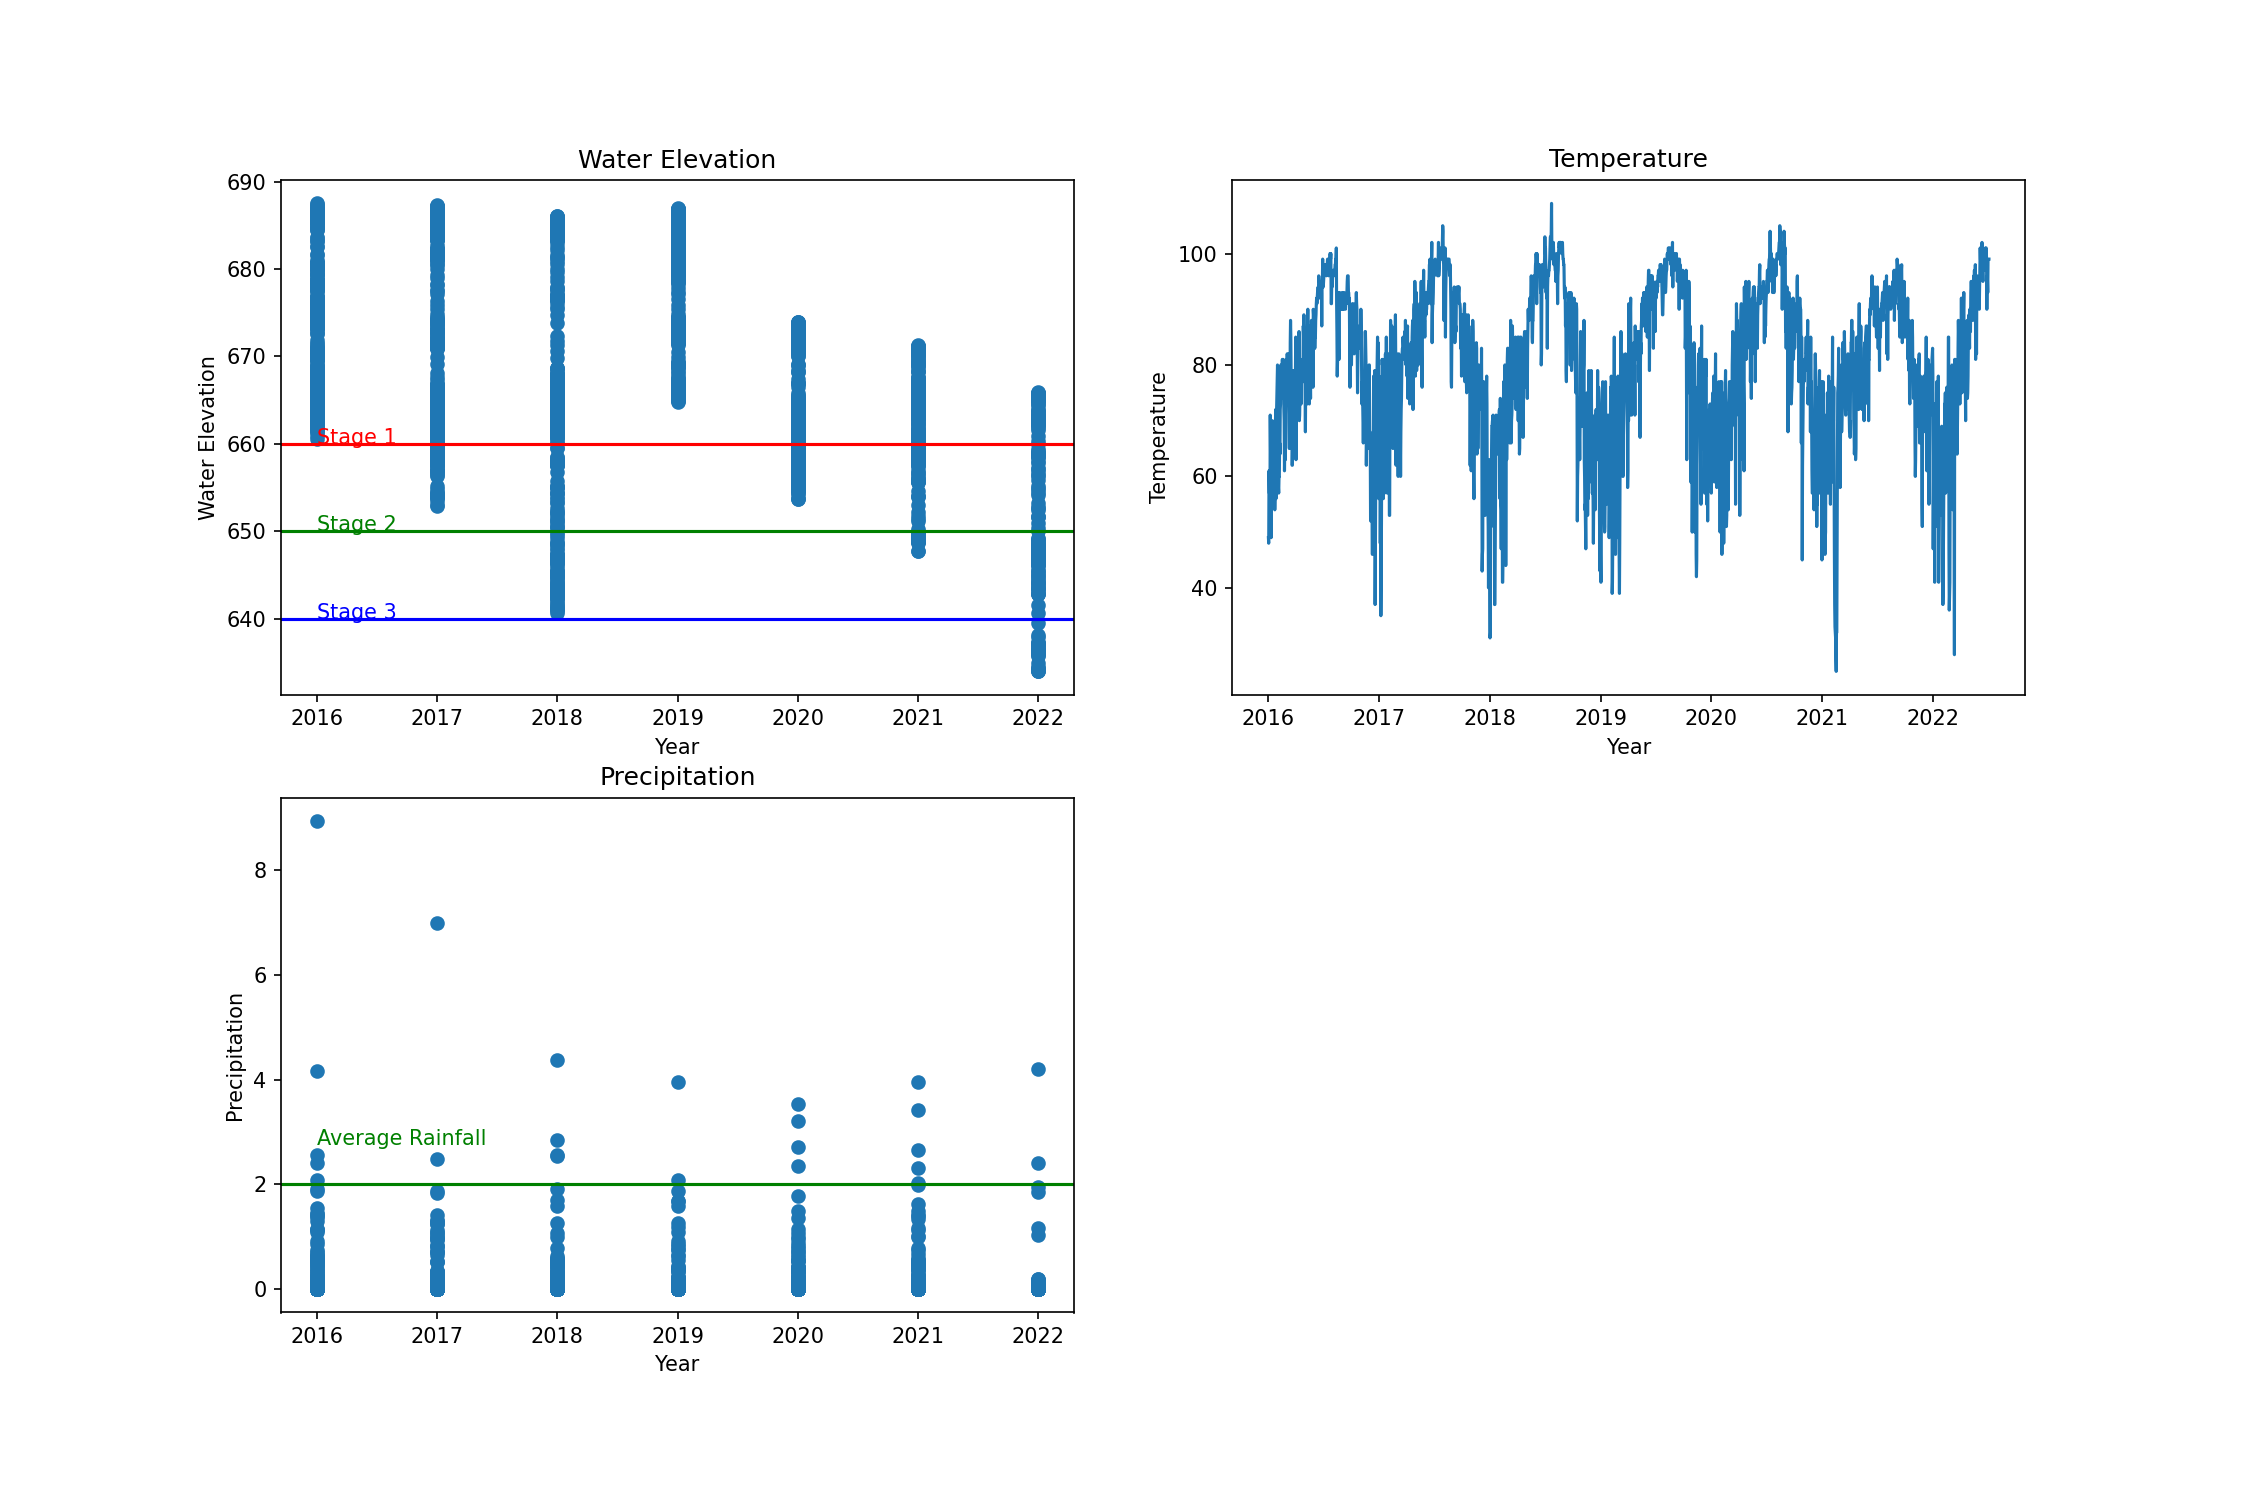 Water Elevation
Water Elevation
690
680
670
660
650
640
Stage 1
Stage 2
Stage 3
2016 2017 2018 2019 2020 2021 2022
Year
Temperature
Temperature
100
80
60
40
2016 2017 2018 2019 2020 2021 2022
Year
Precipitation
Precipitation
8
6
4
2
0
Average Rainfall
2016 2017 2018 2019 2020 2021 2022
Year